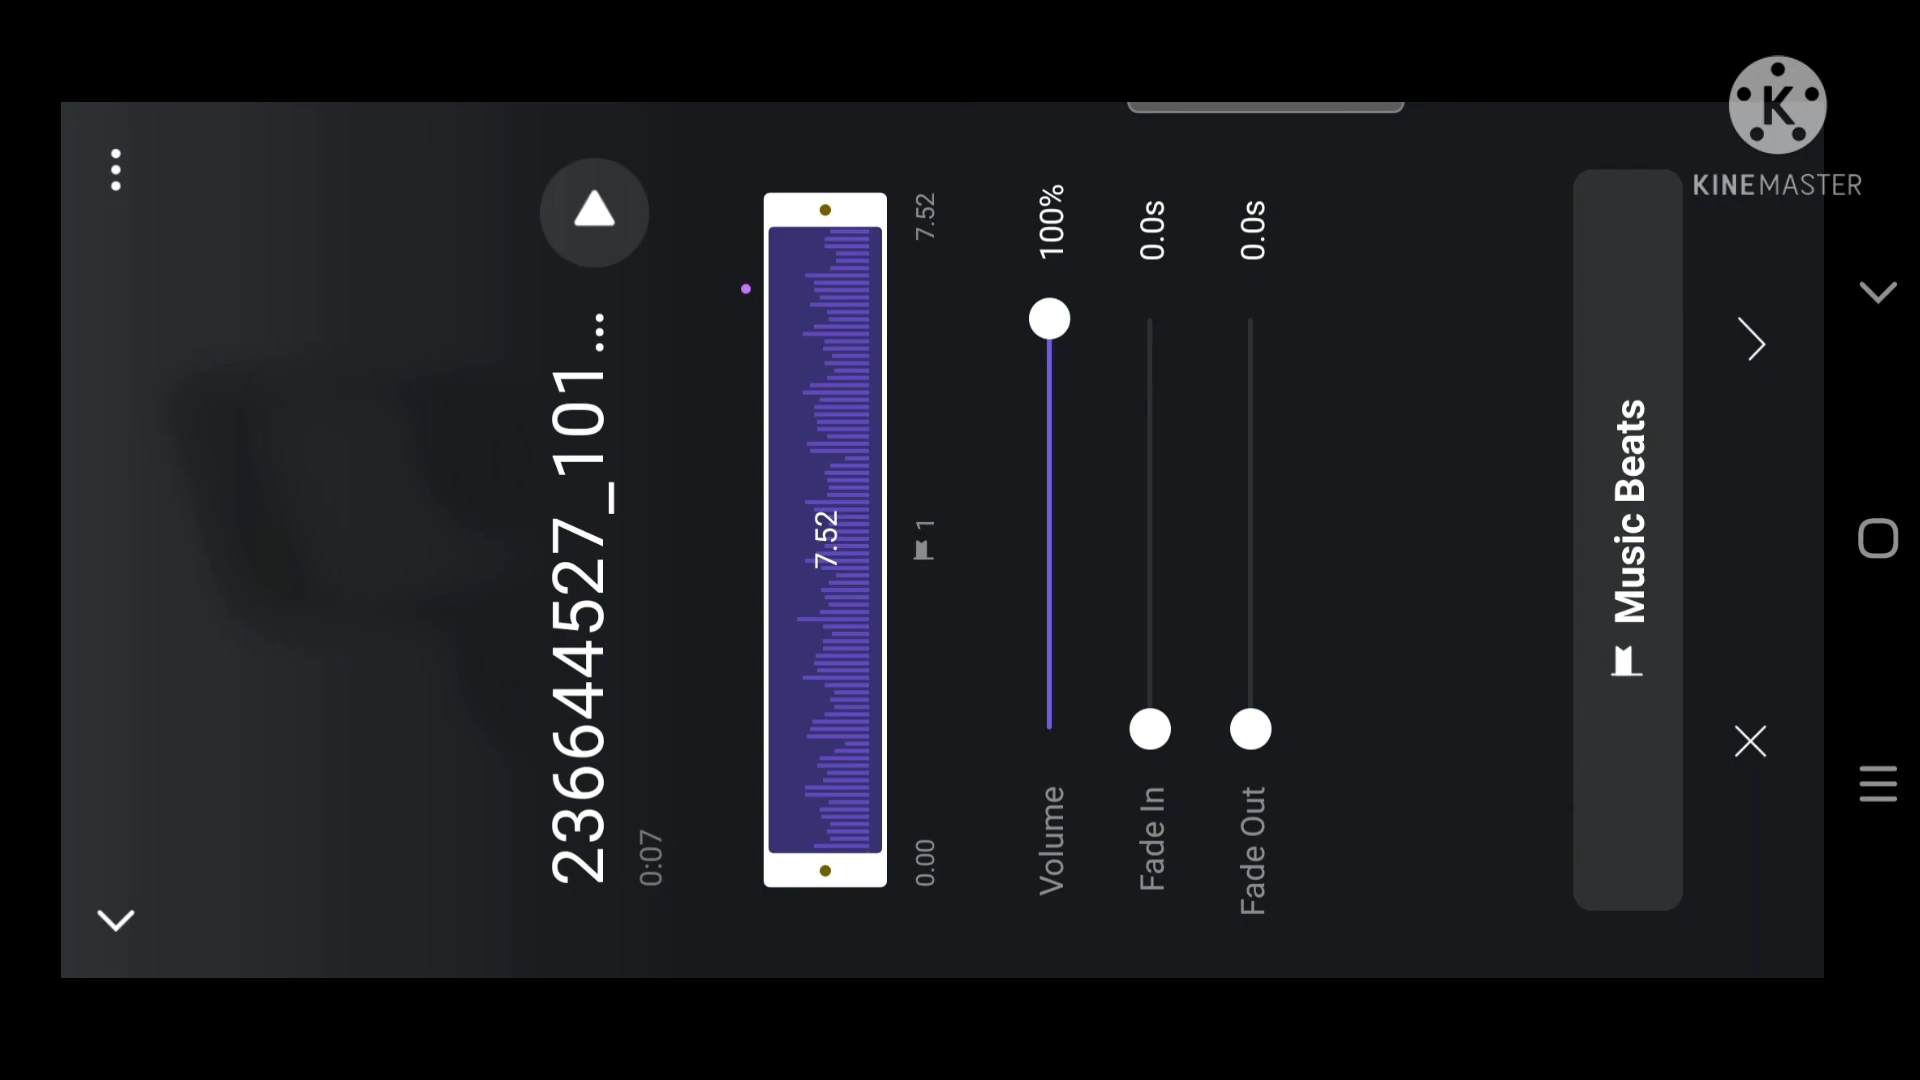 2366444527_101...
0:07
7.52
0.00
1
7.52
Volume
100%
Fade In
0.0s
Fade Out
0.0s
Music Beats
KINEMASTER
K